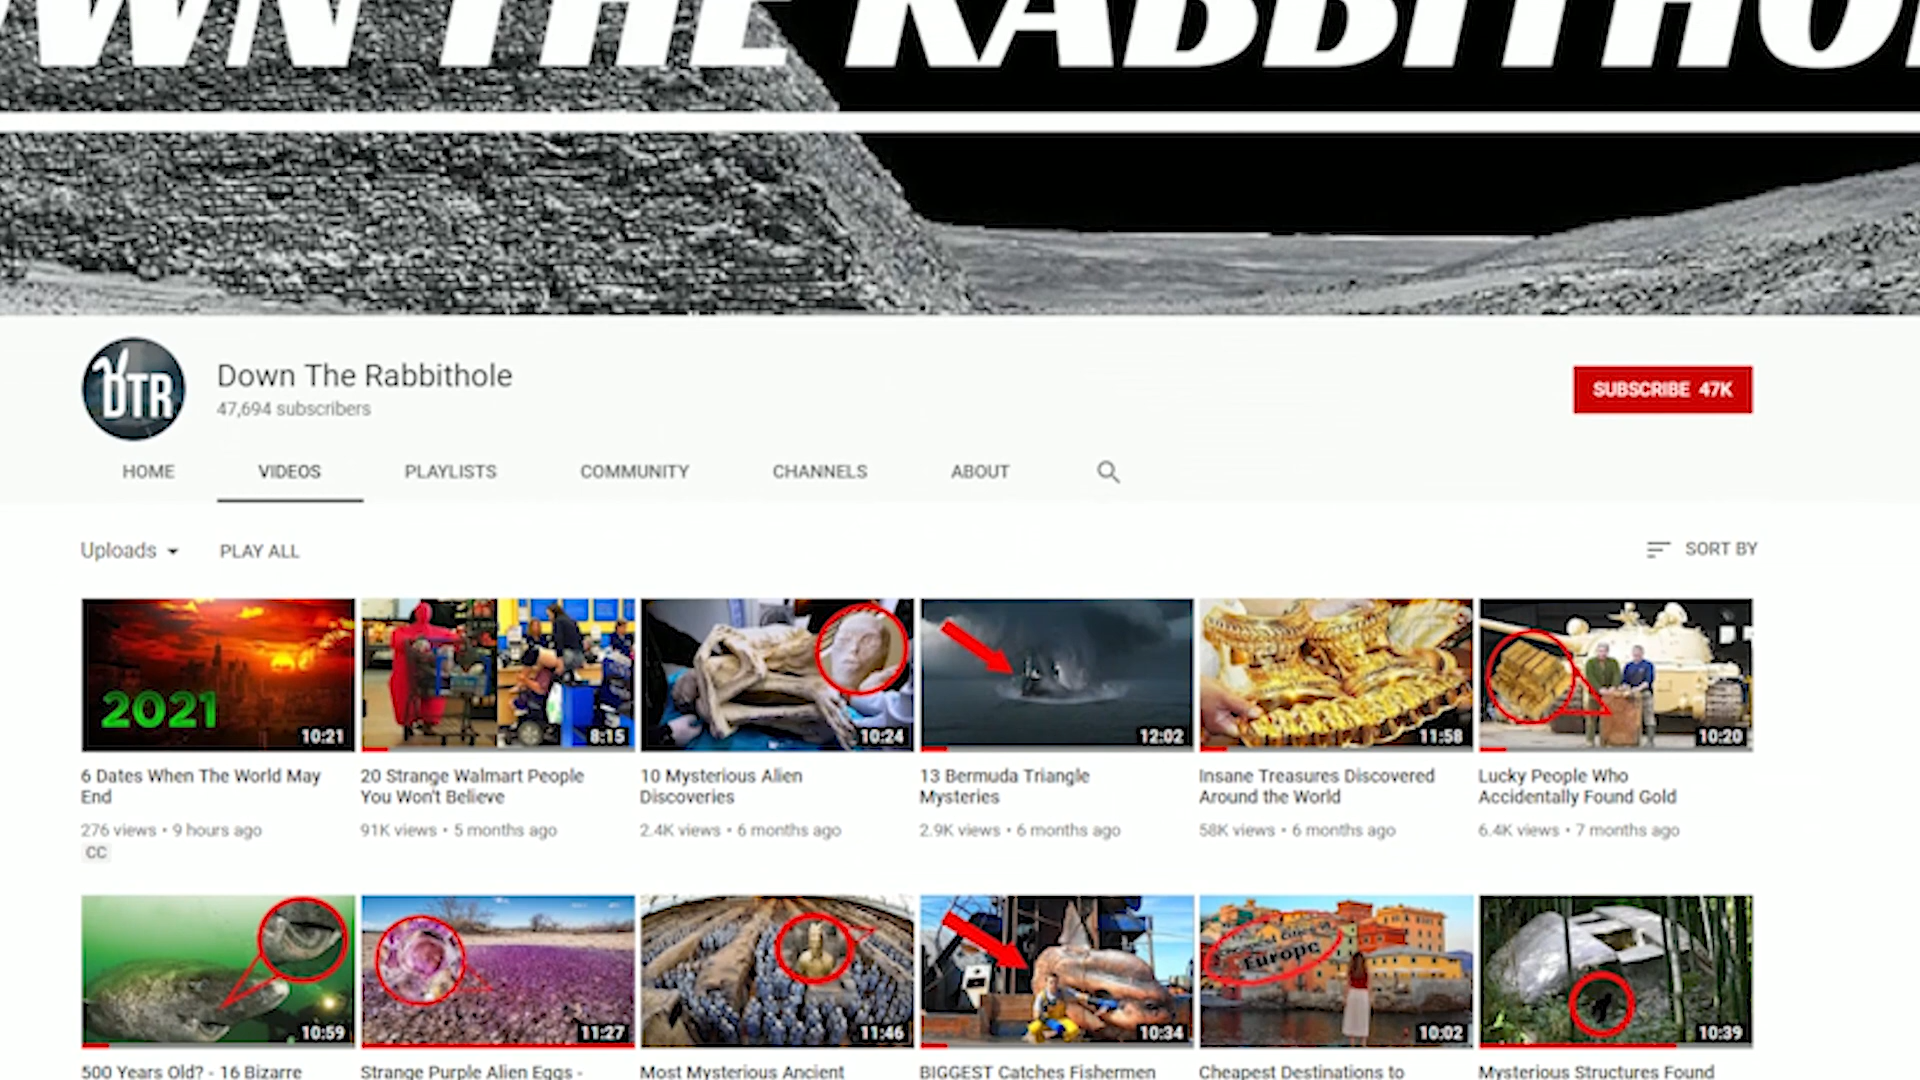 WN THE RABBITHO
DTR
Down The Rabbithole
47,694 subscribers
SUBSCRIBE 47K
HOME VIDEOS PLAYLISTS COMMUNITY CHANNELS ABOUT
Uploads PLAY ALL SORT BY
2021
10:21 8:15 10:24 12:02 11:58 10:20
6 Dates When The World May
End
276 views • 9 hours ago
CC
20 Strange Walmart People
You Won't Believe
91K views • 5 months ago
10 Mysterious Alien
Discoveries
2.4K views • 6 months ago
13 Bermuda Triangle
Mysteries
2.9K views • 6 months ago
Insane Treasures Discovered
Around the World
58K views • 6 months ago
Lucky People Who
Accidentally Found Gold
6.4K views • 7 months ago
Europe
10:59 11:27 11:46 10:34 10:02 10:39
500 Years Old? - 16 Bizarre
Strange Purple Alien Eggs -
Most Mysterious Ancient
BIGGEST Catches Fishermen
Cheapest Destinations to
Mysterious Structures Found